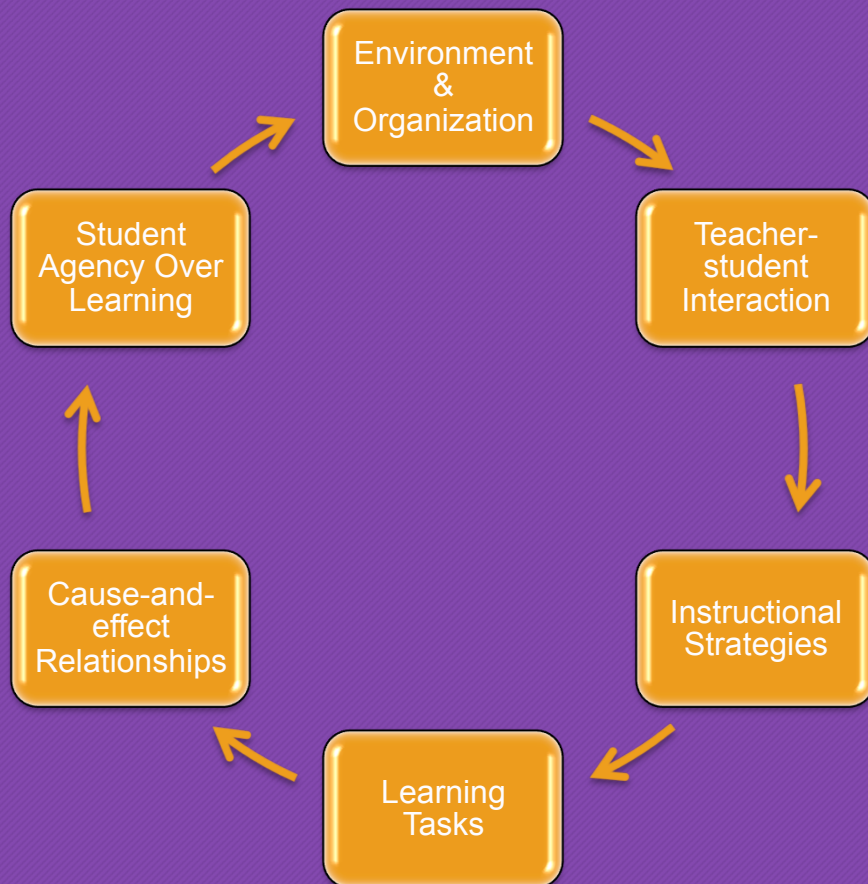 Environment
&
Organization
Teacher-
student
Interaction
Instructional
Strategies
Learning
Tasks
Cause-and-
effect
Relationships
Student
Agency Over
Learning